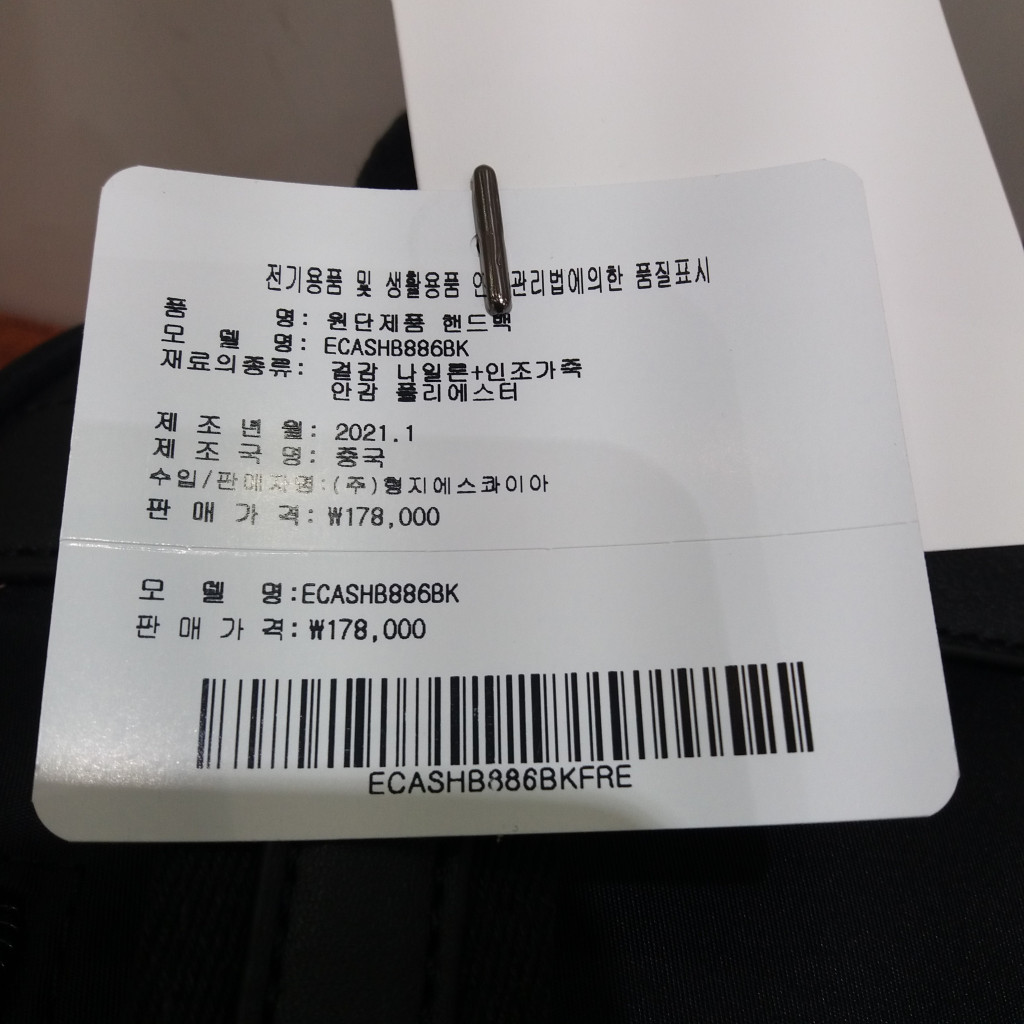 전기용품 및 생활용품 관리법에의한 품질표시
품 명: 원단제품 핸드백
모 델 명: ECASHB886BK
재료의종류: 겉감 나일론+인조가죽
안감 폴리에스터
제 조 년 월: 2021.1
제 조 국 명: 중국
수입/판매자명:(주)형지에스콰이아
판 매 가 격: ₩178,000
모 델 명:ECASHB886BK
판 매 가 격: ₩178,000
ECASHB886BKFRE